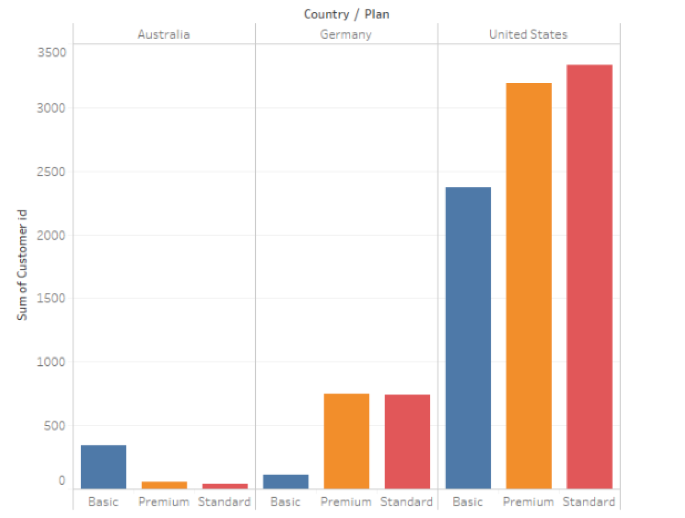 Country / Plan
Australia Germany United States
Sum of Customer id
3500
3000
2500
2000
1500
1000
500
0
Basic Premium Standard Basic Premium Standard Basic Premium Standard